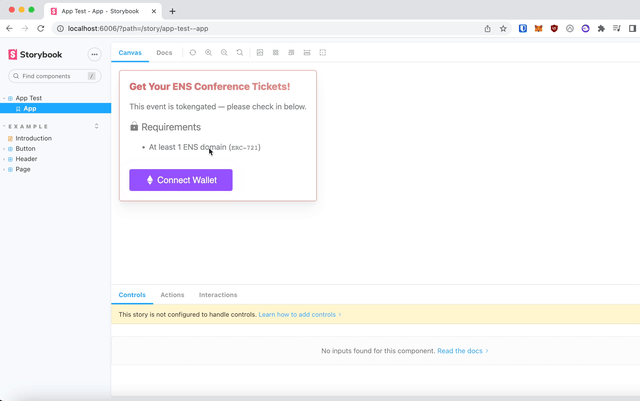 App Test - App - Storybook
localhost:6006/?path=/story/app-test--app
Storybook
Canvas
Docs
Find components
/
App Test
App
EXAMPLE
Introduction
Button
Header
Page
Get Your ENS Conference Tickets!
This event is tokengated — please check in below.
Requirements
• At least 1 ENS domain (ERC-721)
Connect Wallet
Controls
Actions
Interactions
This story is not configured to handle controls. Learn how to add controls
No inputs found for this component. Read the docs